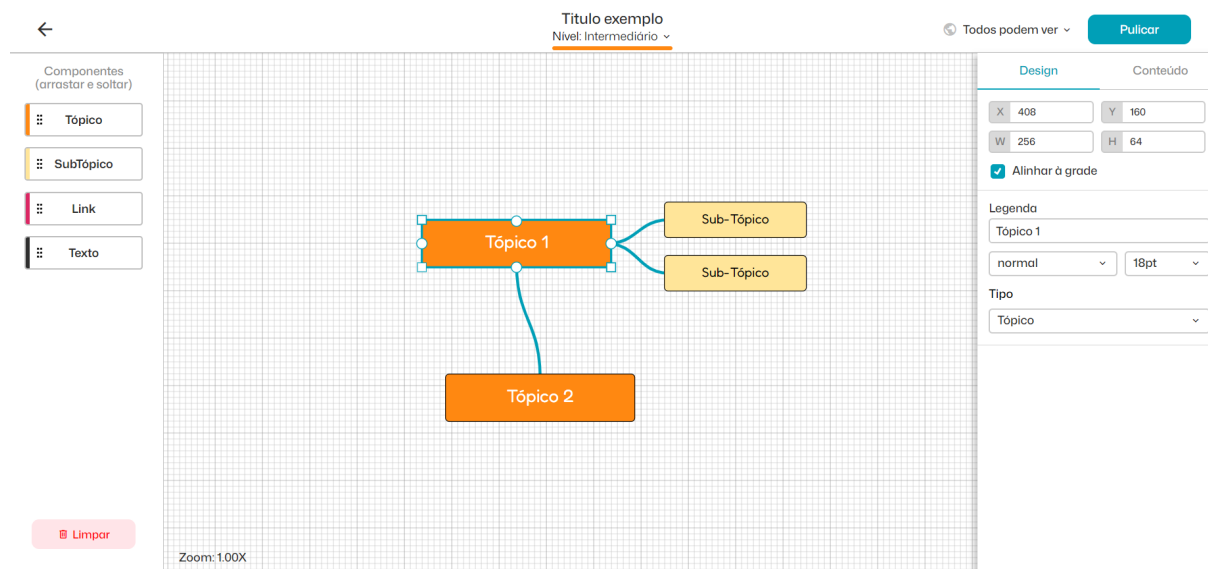 Titulo exemplo
Nível: Intermediário
Todos podem ver
Pulicar
Componentes
(arrastar e soltar)
Tópico
SubTópico
Link
Texto
Limpar
Zoom: 1.00X
Tópico 1
Sub-Tópico
Sub-Tópico
Tópico 2
Design
Conteúdo
X 408
Y 160
W 256
H 64
Alinhar à grade
Legenda
Tópico 1
normal
18pt
Tipo
Tópico